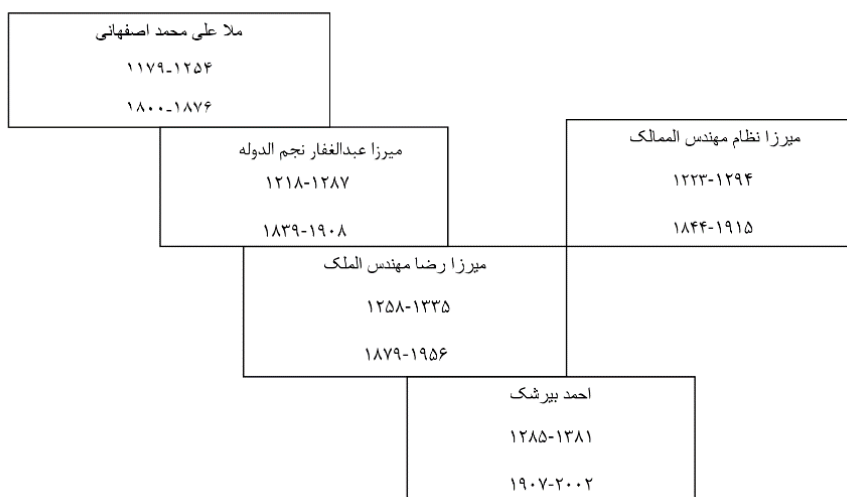 ملا علی محمد اصفهانی
۱۱۷۹-۱۲۵۴
۱۸۰۰-۱۸۷۶
میرزا نظام مهندس الممالک
۱۲۲۳-۱۲۹۴
۱۸۴۴-۱۹۱۵
میرزا عبدالغفار نجم الدوله
۱۲۱۸-۱۲۸۷
۱۸۳۹-۱۹۰۸
میرزا رضا مهندس الملک
۱۲۵۸-۱۳۳۵
۱۸۷۹-۱۹۵۶
احمد بیرشک
۱۲۸۵-۱۳۸۱
۱۹۰۷-۲۰۰۲